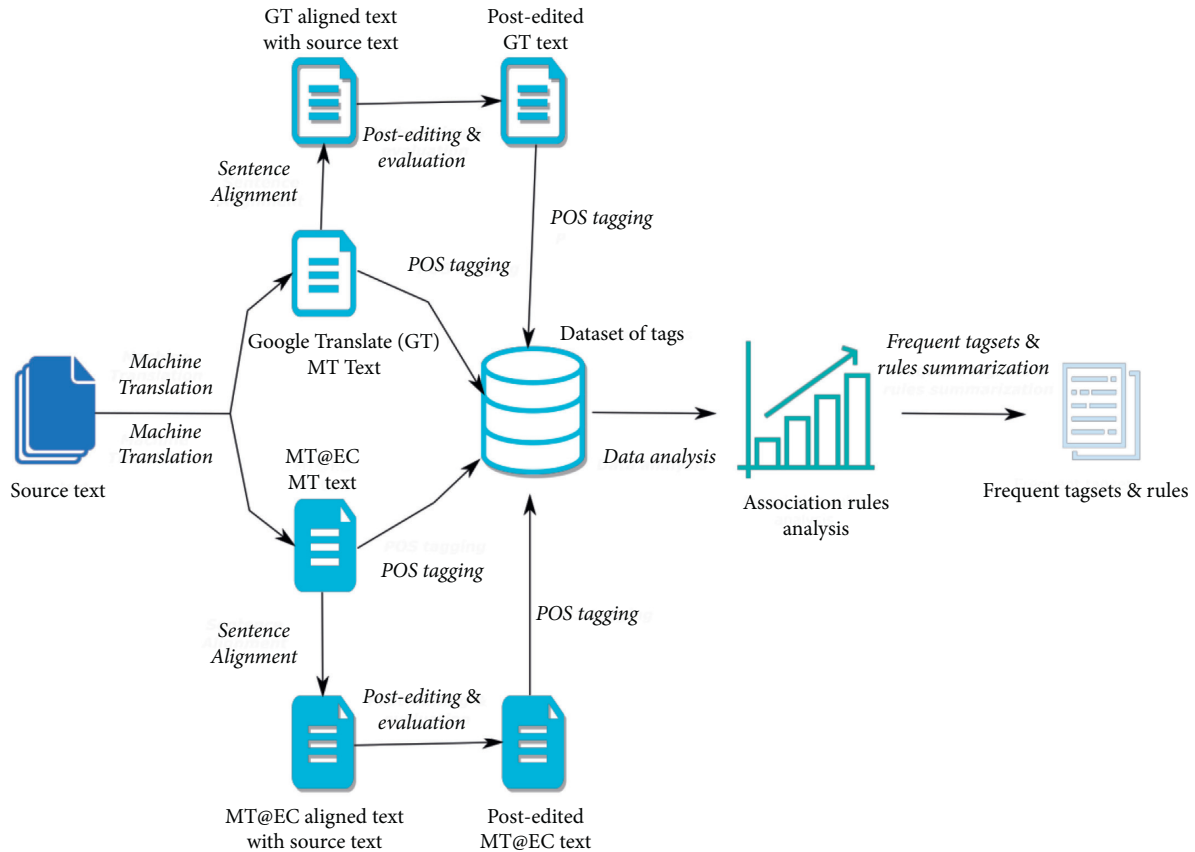 GT aligned text
with source text
Post-edited
GT text
Post-editing &
evaluation
Sentence
Alignment
POS tagging
POS tagging
Google Translate (GT)
MT Text
Dataset of tags
Frequent tagsets &
rules summarization
Machine
Translation
Machine
Translation
Source text
MT@EC
MT text
Data analysis
Association rules
analysis
Frequent tagsets & rules
POS tagging
POS tagging
Sentence
Alignment
Post-editing &
evaluation
MT@EC aligned text
with source text
Post-edited
MT@EC text